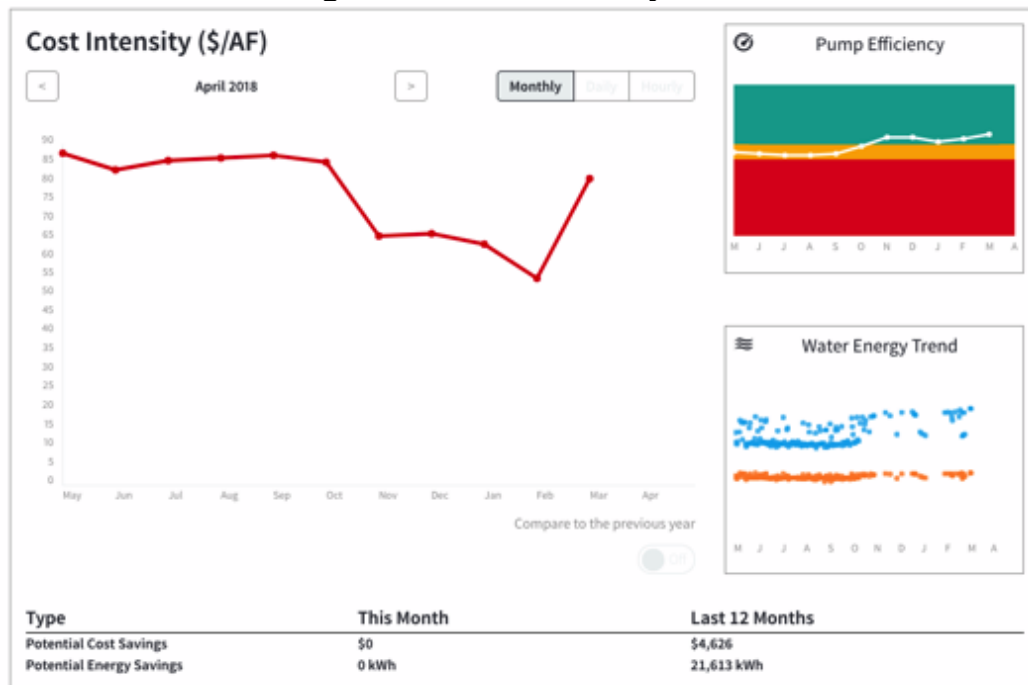 Cost Intensity ($/AF)
< April 2018 > Monthly Daily Hourly
90
85
80
75
70
65
60
55
50
45
40
35
30
25
20
15
10
5
0
May Jun Jul Aug Sep Oct Nov Dec Jan Feb Mar Apr
Compare to the previous year
Off
Pump Efficiency
M J J A S O N D J F M A
Water Energy Trend
M J J A S O N D J F M A
Type This Month Last 12 Months
Potential Cost Savings $0 $4,626
Potential Energy Savings 0 kWh 21,613 kWh